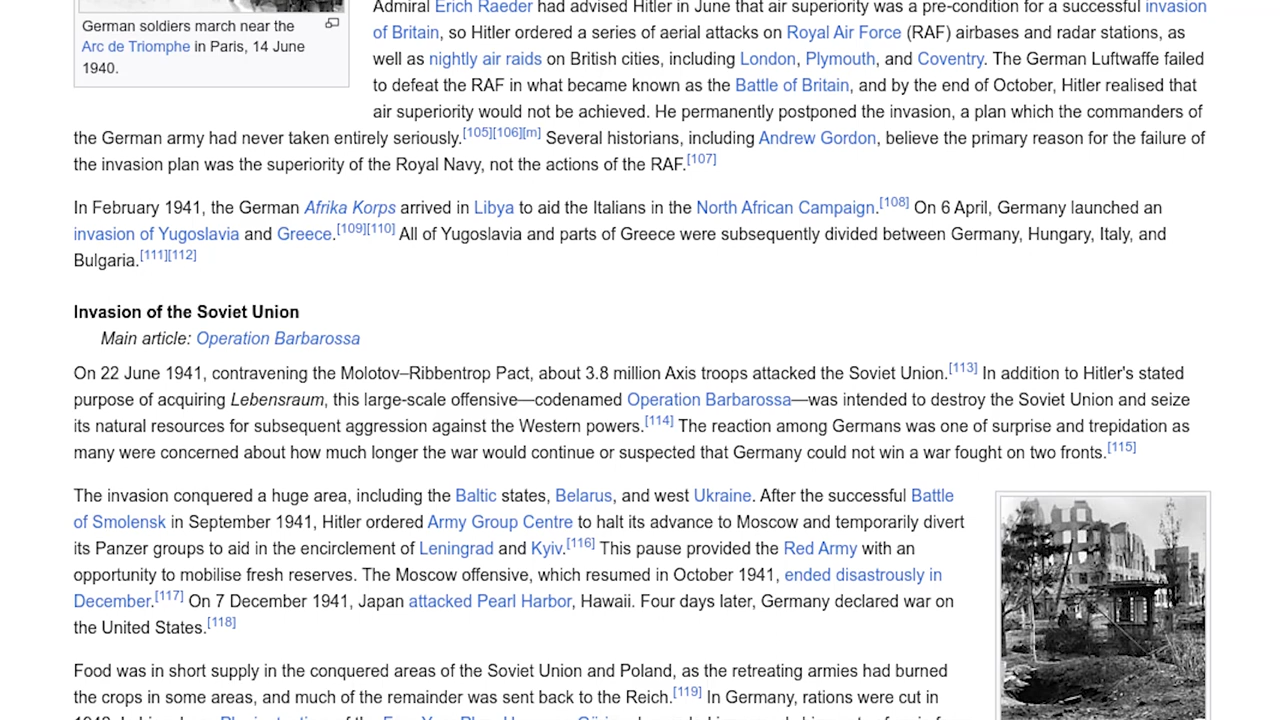 German soldiers march near the
Arc de Triomphe in Paris, 14 June
1940.
Admiral Erich Raeder had advised Hitler in June that air superiority was a pre-condition for a successful invasion
of Britain, so Hitler ordered a series of aerial attacks on Royal Air Force (RAF) airbases and radar stations, as
well as nightly air raids on British cities, including London, Plymouth, and Coventry. The German Luftwaffe failed
to defeat the RAF in what became known as the Battle of Britain, and by the end of October, Hitler realised that
air superiority would not be achieved. He permanently postponed the invasion, a plan which the commanders of
the German army had never taken entirely seriously.[105][106][m] Several historians, including Andrew Gordon, believe the primary reason for the failure of
the invasion plan was the superiority of the Royal Navy, not the actions of the RAF.[107]
In February 1941, the German Afrika Korps arrived in Libya to aid the Italians in the North African Campaign.[108] On 6 April, Germany launched an
invasion of Yugoslavia and Greece.[109][110] All of Yugoslavia and parts of Greece were subsequently divided between Germany, Hungary, Italy, and
Bulgaria.[111][112]
Invasion of the Soviet Union
Main article: Operation Barbarossa
On 22 June 1941, contravening the Molotov–Ribbentrop Pact, about 3.8 million Axis troops attacked the Soviet Union.[113] In addition to Hitler's stated
purpose of acquiring Lebensraum, this large-scale offensive—codenamed Operation Barbarossa—was intended to destroy the Soviet Union and seize
its natural resources for subsequent aggression against the Western powers.[114] The reaction among Germans was one of surprise and trepidation as
many were concerned about how much longer the war would continue or suspected that Germany could not win a war fought on two fronts.[115]
The invasion conquered a huge area, including the Baltic states, Belarus, and west Ukraine. After the successful Battle
of Smolensk in September 1941, Hitler ordered Army Group Centre to halt its advance to Moscow and temporarily divert
its Panzer groups to aid in the encirclement of Leningrad and Kyiv.[116] This pause provided the Red Army with an
opportunity to mobilise fresh reserves. The Moscow offensive, which resumed in October 1941, ended disastrously in
December.[117] On 7 December 1941, Japan attacked Pearl Harbor, Hawaii. Four days later, Germany declared war on
the United States.[118]
Food was in short supply in the conquered areas of the Soviet Union and Poland, as the retreating armies had burned
the crops in some areas, and much of the remainder was sent back to the Reich.[119] In Germany, rations were cut in